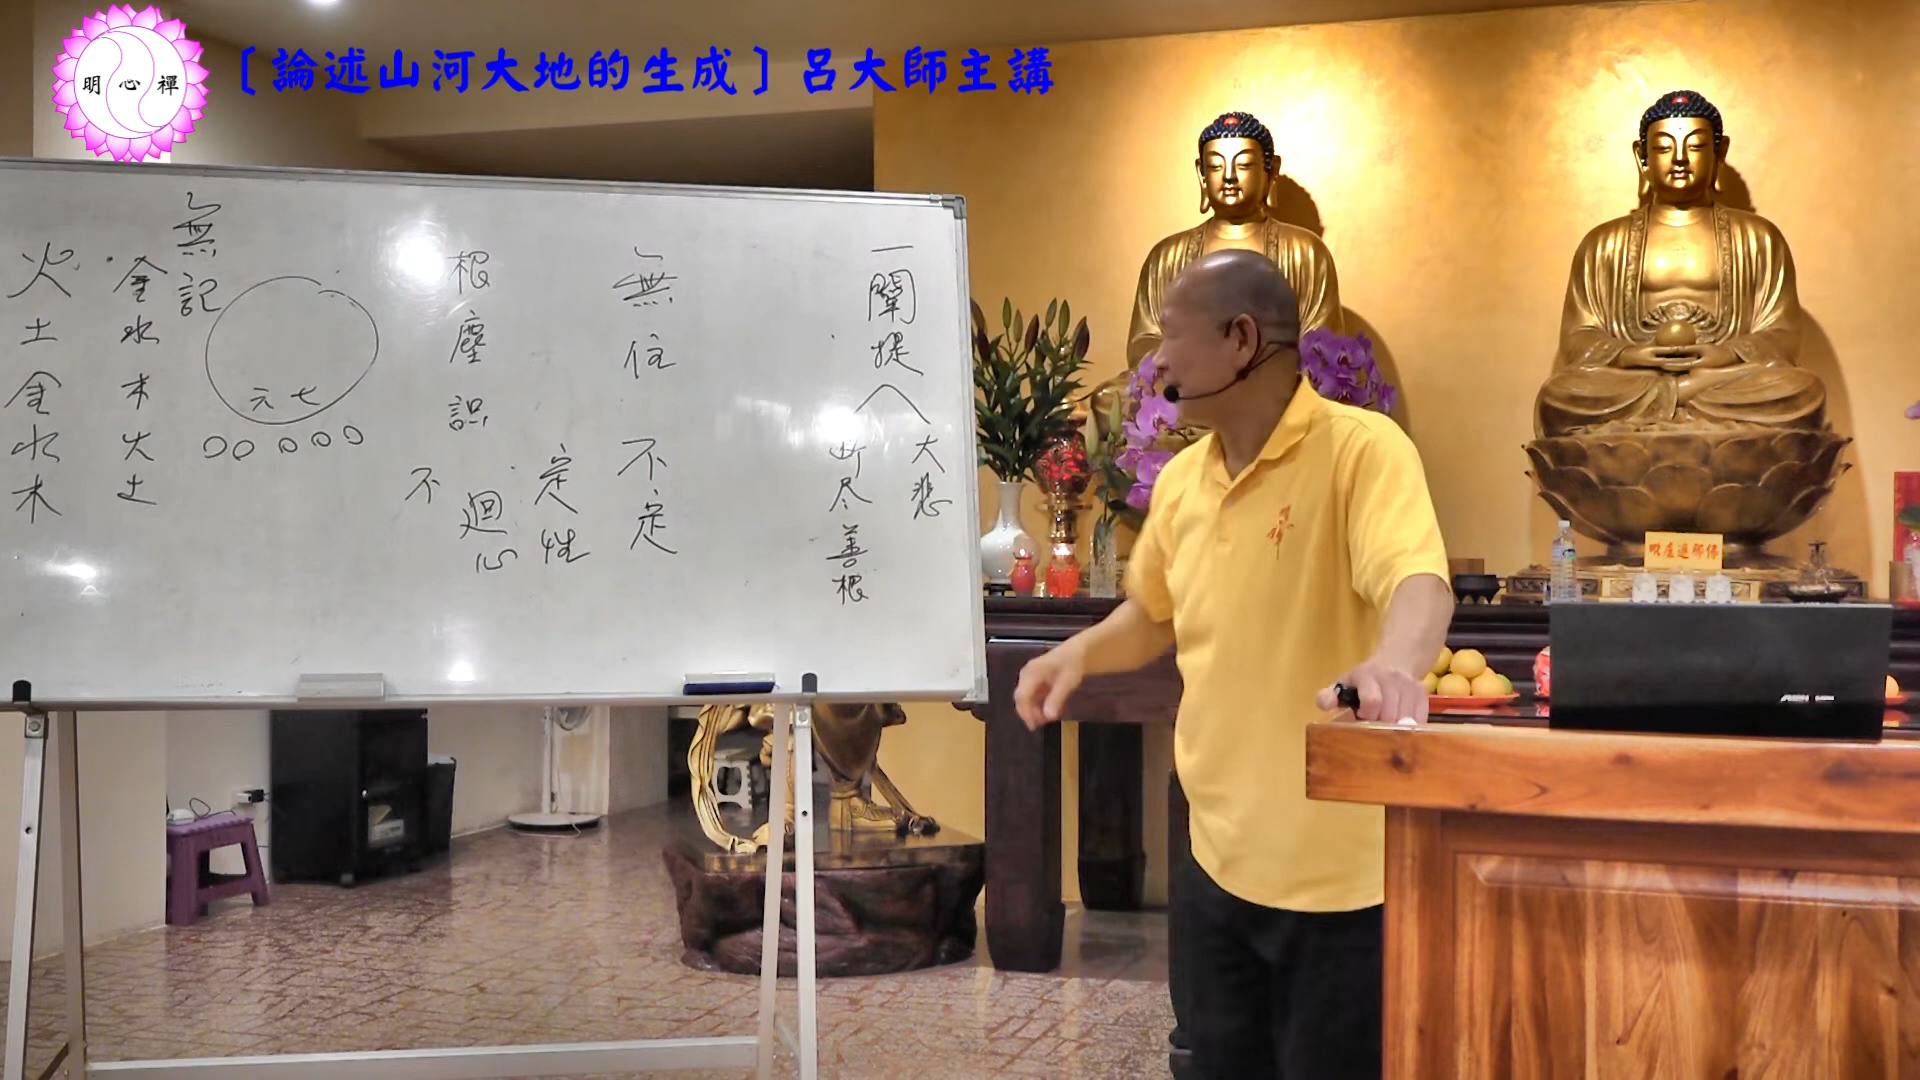 明心禪
〔論述山河大地的生成〕呂大師主講
一闡提
大悲
断尽善根
無住
不定
定性
不迴心
根塵識
無記
七元
金水木火土
火土金水木